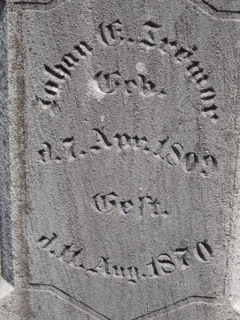 Johan E.
Geb.
d. 7. Apr. 1809
Gest.
d. 11. Aug. 1870